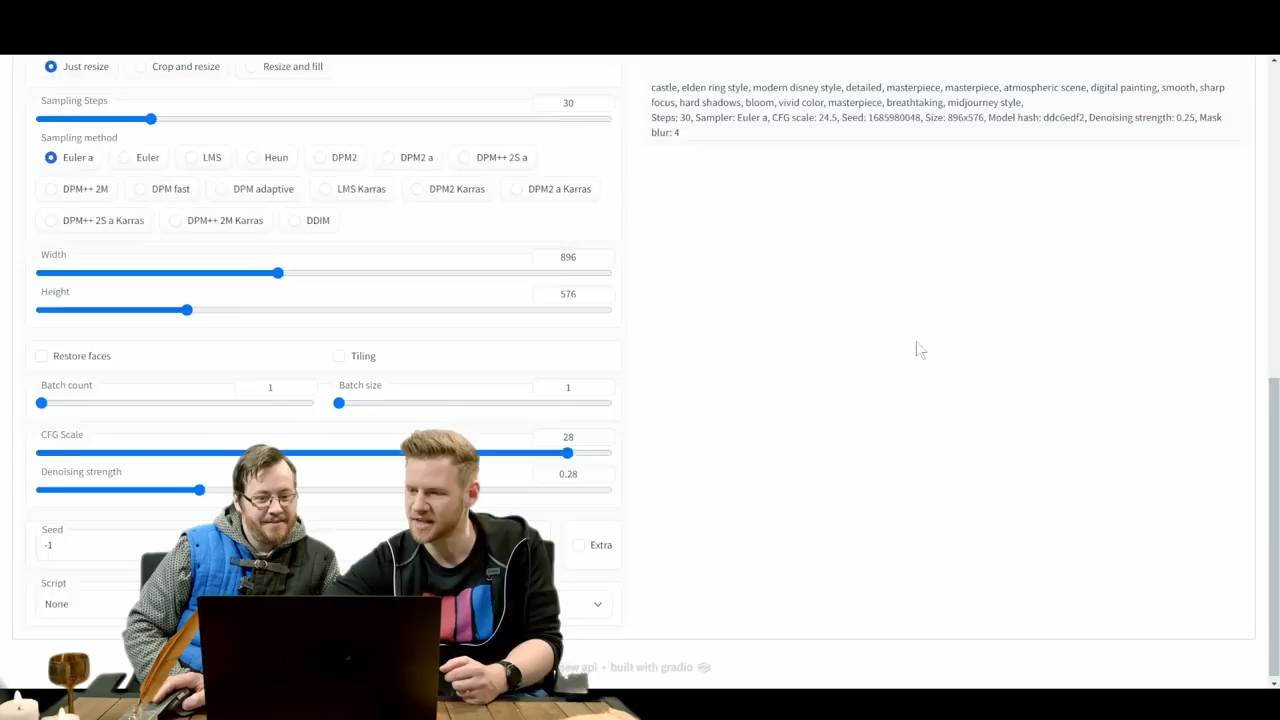 Just resize
Crop and resize
Resize and fill
Sampling Steps
30
Sampling method
Euler a
Euler
LMS
Heun
DPM2
DPM2 a
DPM++ 2S a
DPM++ 2M
DPM fast
DPM adaptive
LMS Karras
DPM2 Karras
DPM2 a Karras
DPM++ 2S a Karras
DPM++ 2M Karras
DDIM
Width
896
Height
576
Restore faces
Tiling
Batch count
1
Batch size
1
CFG Scale
28
Denoising strength
0.28
Seed
-1
Extra
Script
None
castle, elden ring style, modern disney style, detailed, masterpiece, masterpiece, atmospheric scene, digital painting, smooth, sharp
focus, hard shadows, bloom, vivid color, masterpiece, breathtaking, midjourney style,
Steps: 30, Sampler: Euler a, CFG scale: 24.5, Seed: 1685980048, Size: 896x576, Model hash: ddc6edf2, Denoising strength: 0.25, Mask
blur: 4
api • built with gradio